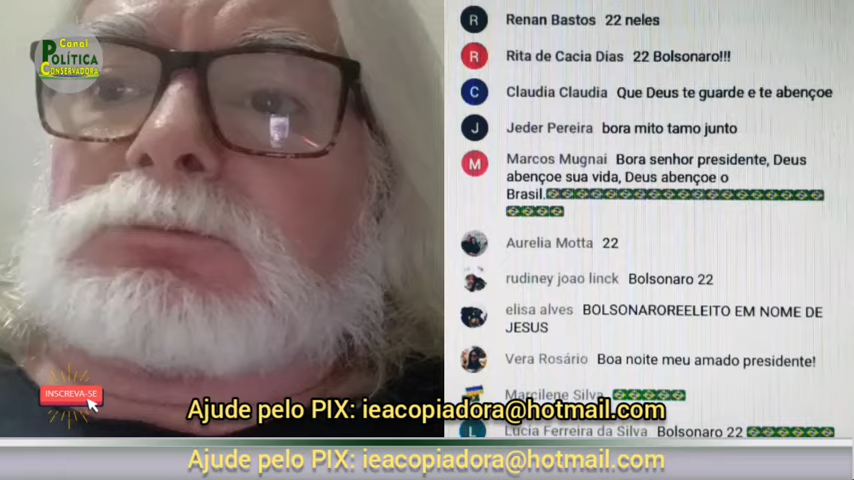 Canal
POLÍTICA
CONSERVADORA
R Renan Bastos 22 neles
R Rita de Cacia Dias 22 Bolsonaro!!!
C Claudia Claudia Que Deus te guarde e te abençoe
J Jeder Pereira bora mito tamo junto
M Marcos Mugnai Bora senhor presidente, Deus
abençoe sua vida, Deus abençoe o
Brasil.
Aurelia Motta 22
rudiney joao linck Bolsonaro 22
elisa alves BOLSONAROREELEITO EM NOME DE
JESUS
Vera Rosário Boa noite meu amado presidente!
Marcilene Silva
L Lucia Ferreira da Silva Bolsonaro 22
INSCREVA-SE
Ajude pelo PIX: ieacopiadora@hotmail.com
Ajude pelo PIX: ieacopiadora@hotmail.com